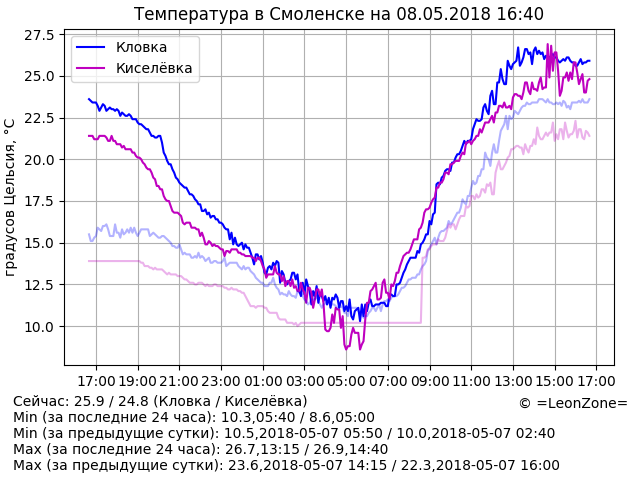 Температура в Смоленске на 08.05.2018 16:40
Кловка
Киселёвка
градусов Цельсия, °C
27.5
25.0
22.5
20.0
17.5
15.0
12.5
10.0
17:00 19:00 21:00 23:00 01:00 03:00 05:00 07:00 09:00 11:00 13:00 15:00 17:00
© =LeonZone=
Сейчас: 25.9 / 24.8 (Кловка / Киселёвка)
Min (за последние 24 часа): 10.3,05:40 / 8.6,05:00
Min (за предыдущие сутки): 10.5,2018-05-07 05:50 / 10.0,2018-05-07 02:40
Max (за последние 24 часа): 26.7,13:15 / 26.9,14:40
Max (за предыдущие сутки): 23.6,2018-05-07 14:15 / 22.3,2018-05-07 16:00